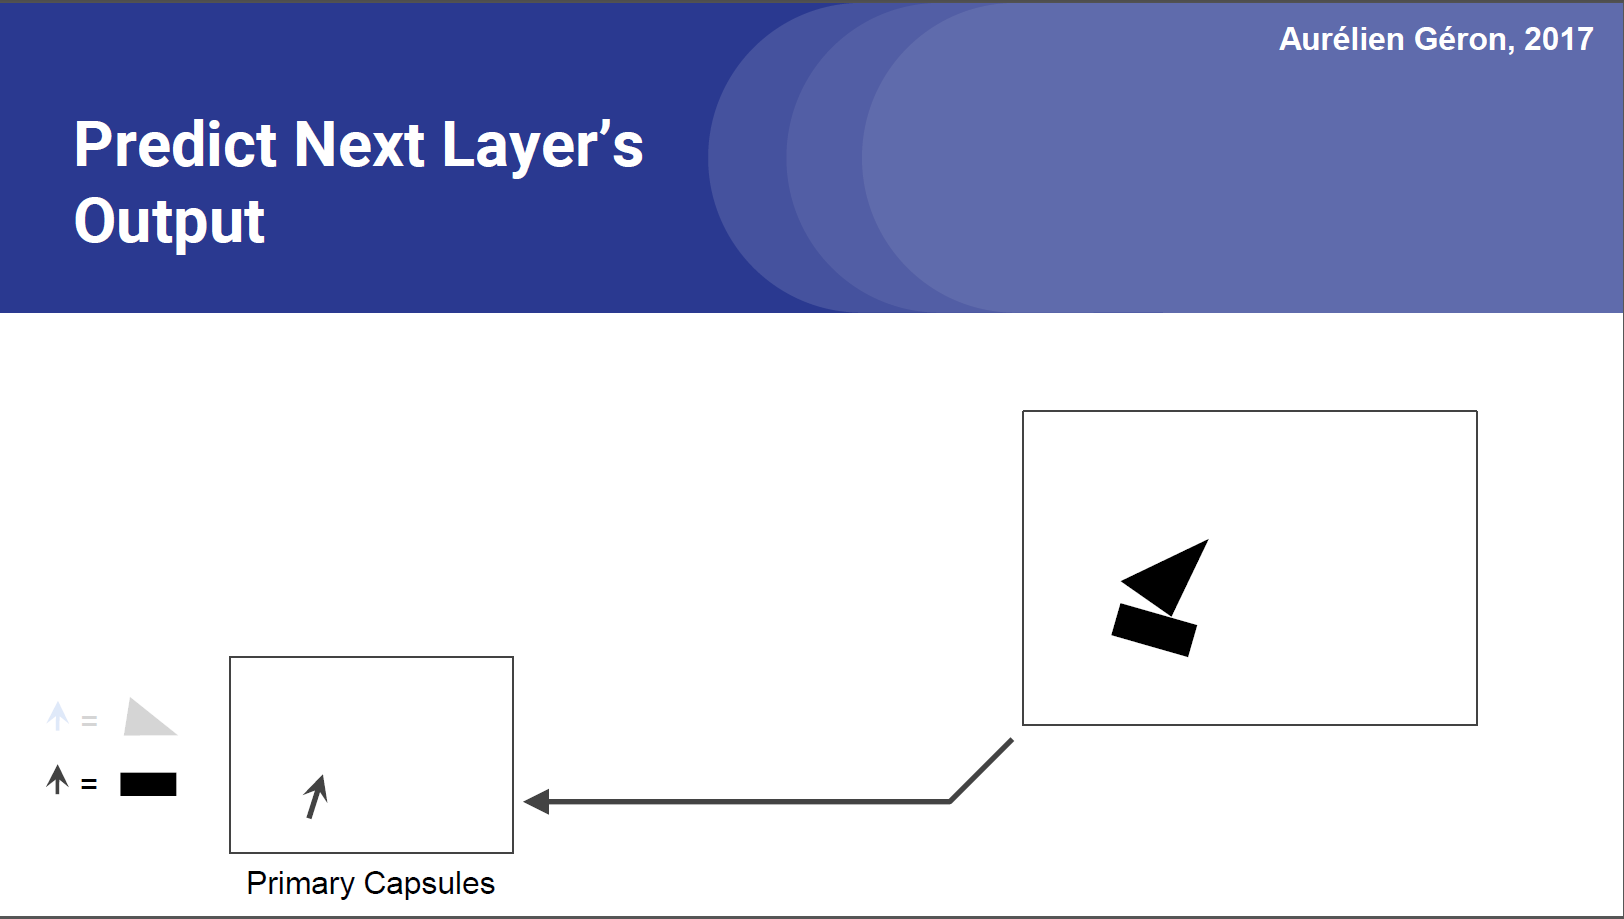 Aurélien Géron, 2017
Predict Next Layer’s
Output
=
=
Primary Capsules